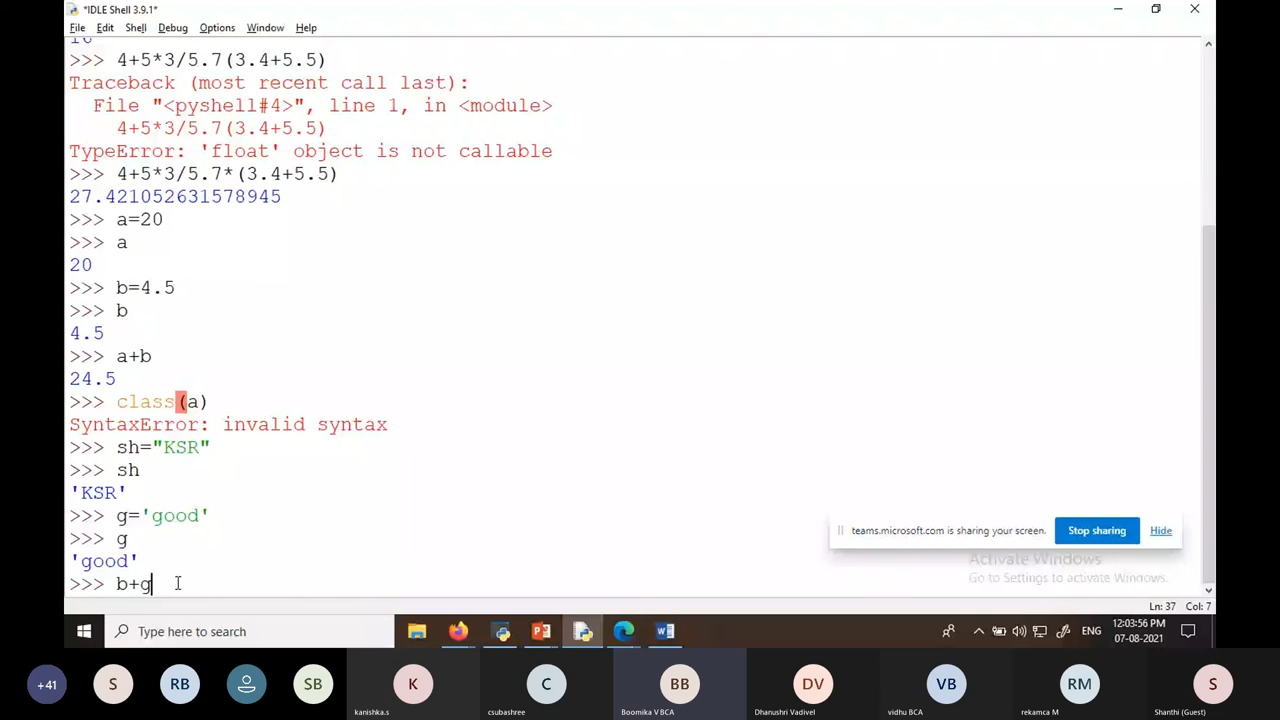 *IDLE Shell 3.9.1*
File Edit Shell Debug Options Window Help
16
>>> 4+5*3/5.7(3.4+5.5)
Traceback (most recent call last):
  File "<pyshell#4>", line 1, in <module>
    4+5*3/5.7(3.4+5.5)
TypeError: 'float' object is not callable
>>> 4+5*3/5.7*(3.4+5.5)
27.421052631578945
>>> a=20
>>> a
20
>>> b=4.5
>>> b
4.5
>>> a+b
24.5
>>> class(a)
SyntaxError: invalid syntax
>>> sh="KSR"
>>> sh
'KSR'
>>> g='good'
>>> g
'good'
>>> b+g
teams.microsoft.com is sharing your screen. Stop sharing Hide
Activate Windows
Go to Settings to activate Windows.
Ln: 37 Col: 7
Type here to search
ENG
12:03:56 PM
07-08-2021
+41 S RB SB K C BB DV VB RM S
kanishka.s csubashree Boomika V BCA Dhanushri Vadivel vidhu BCA rekamca M Shanthi (Guest)